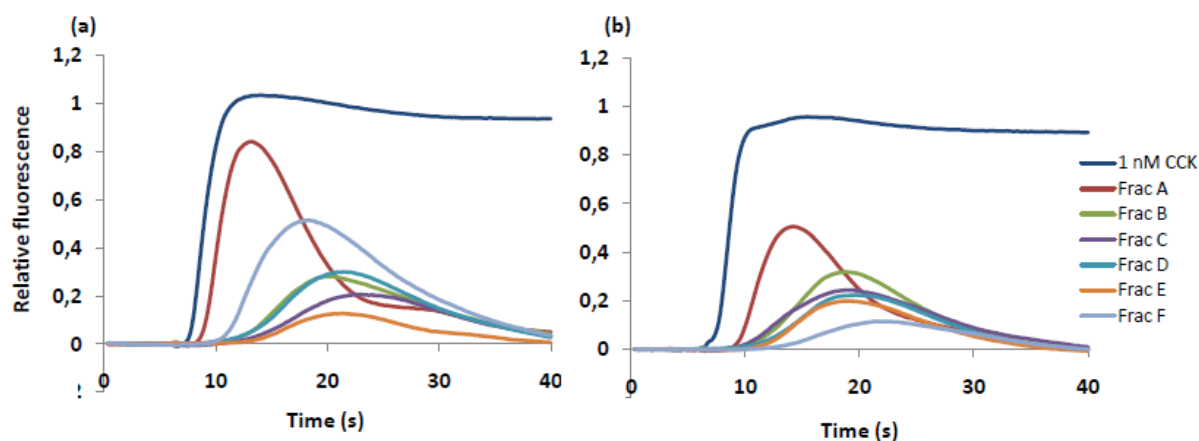 (a)
1,2
1
0,8
0,6
0,4
0,2
0
Relative fluorescence
0 10 20 30 40
Time (s)
(b)
1,2
1
0,8
0,6
0,4
0,2
0
0 10 20 30 40
Time (s)
1 nM CCK
Frac A
Frac B
Frac C
Frac D
Frac E
Frac F